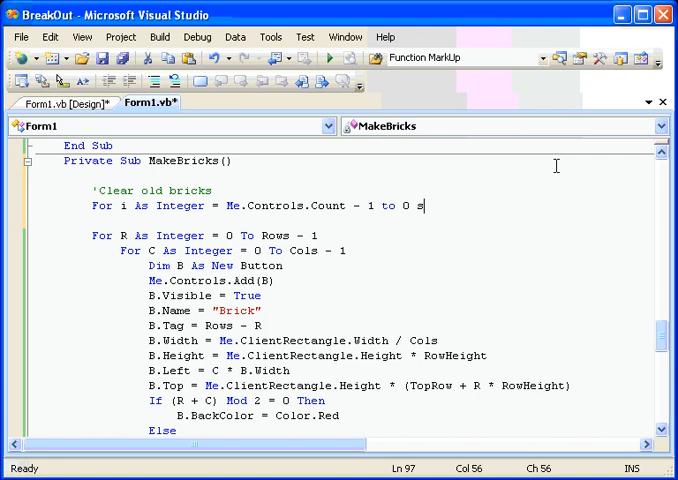 BreakOut - Microsoft Visual Studio
File Edit View Project Build Debug Data Tools Test Window Help
Function MarkUp
Form1.vb [Design]* Form1.vb*
Form1 MakeBricks
End Sub
Private Sub MakeBricks()
'Clear old bricks
For i As Integer = Me.Controls.Count - 1 to 0 s
For R As Integer = 0 To Rows - 1
For C As Integer = 0 To Cols - 1
Dim B As New Button
Me.Controls.Add(B)
B.Visible = True
B.Name = "Brick"
B.Tag = Rows - R
B.Width = Me.ClientRectangle.Width / Cols
B.Height = Me.ClientRectangle.Height * RowHeight
B.Left = C * B.Width
B.Top = Me.ClientRectangle.Height * (TopRow + R * RowHeight)
If (R + C) Mod 2 = 0 Then
B.BackColor = Color.Red
Else
Ready Ln 97 Col 56 Ch 56 INS